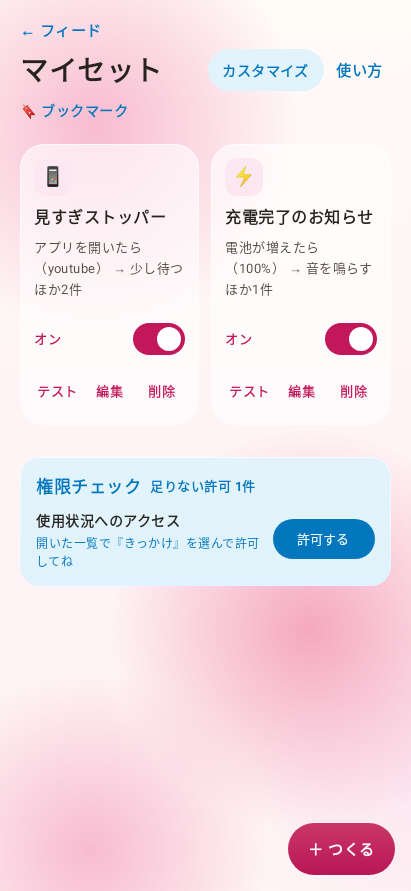 ← フィード
マイセット
カスタマイズ
使い方
🔖 ブックマーク
見すぎストッパー
アプリを開いたら
（youtube） → 少し待つ
ほか2件
オン
テスト 編集 削除
充電完了のお知らせ
電池が増えたら
（100%） → 音を鳴らす
ほか1件
オン
テスト 編集 削除
権限チェック 足りない許可 1件
使用状況へのアクセス
開いた一覧で『きっかけ』を選んで許可
してね
許可する
＋ つくる